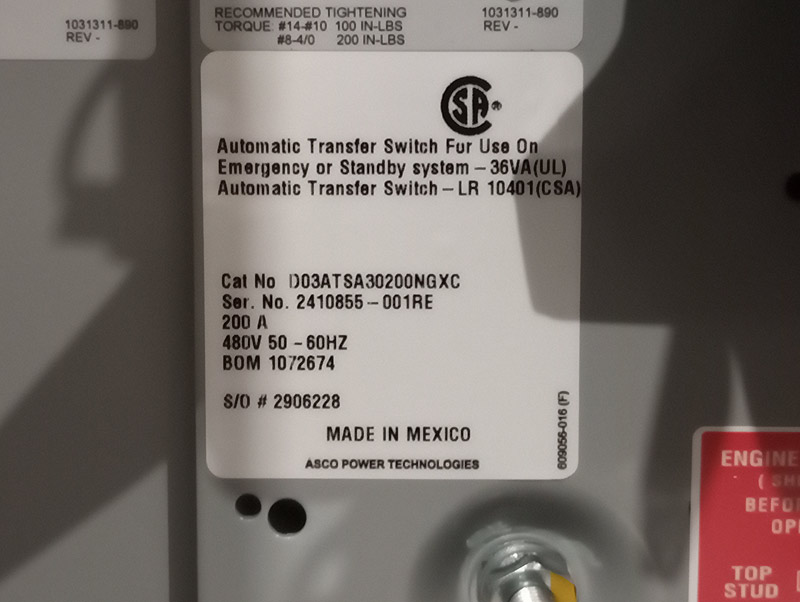 1031311-890
REV -
RECOMMENDED TIGHTENING
TORQUE: #14-#10 100 IN-LBS
#8-4/0 200 IN-LBS
1031311-890
REV -
CSA®
Automatic Transfer Switch For Use On
Emergency or Standby system – 36VA(UL)
Automatic Transfer Switch – LR 10401(CSA)
Cat No D03ATSA30200NGXC
Ser. No. 2410855-001RE
200 A
480V 50 - 60HZ
BOM 1072674
S/O # 2906228
MADE IN MEXICO
ASCO POWER TECHNOLOGIES
609056-016 (F)
ENGINE
( SH
BEFO
OP
TOP
STUD